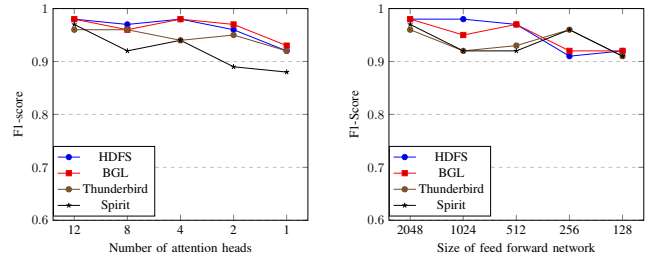 1
0.9
0.8
0.7
0.6
F1-score
HDFS
BGL
Thunderbird
Spirit
12 8 4 2 1
Number of attention heads
1
0.9
0.8
0.7
0.6
F1-Score
HDFS
BGL
Thunderbird
Spirit
2048 1024 512 256 128
Size of feed forward network